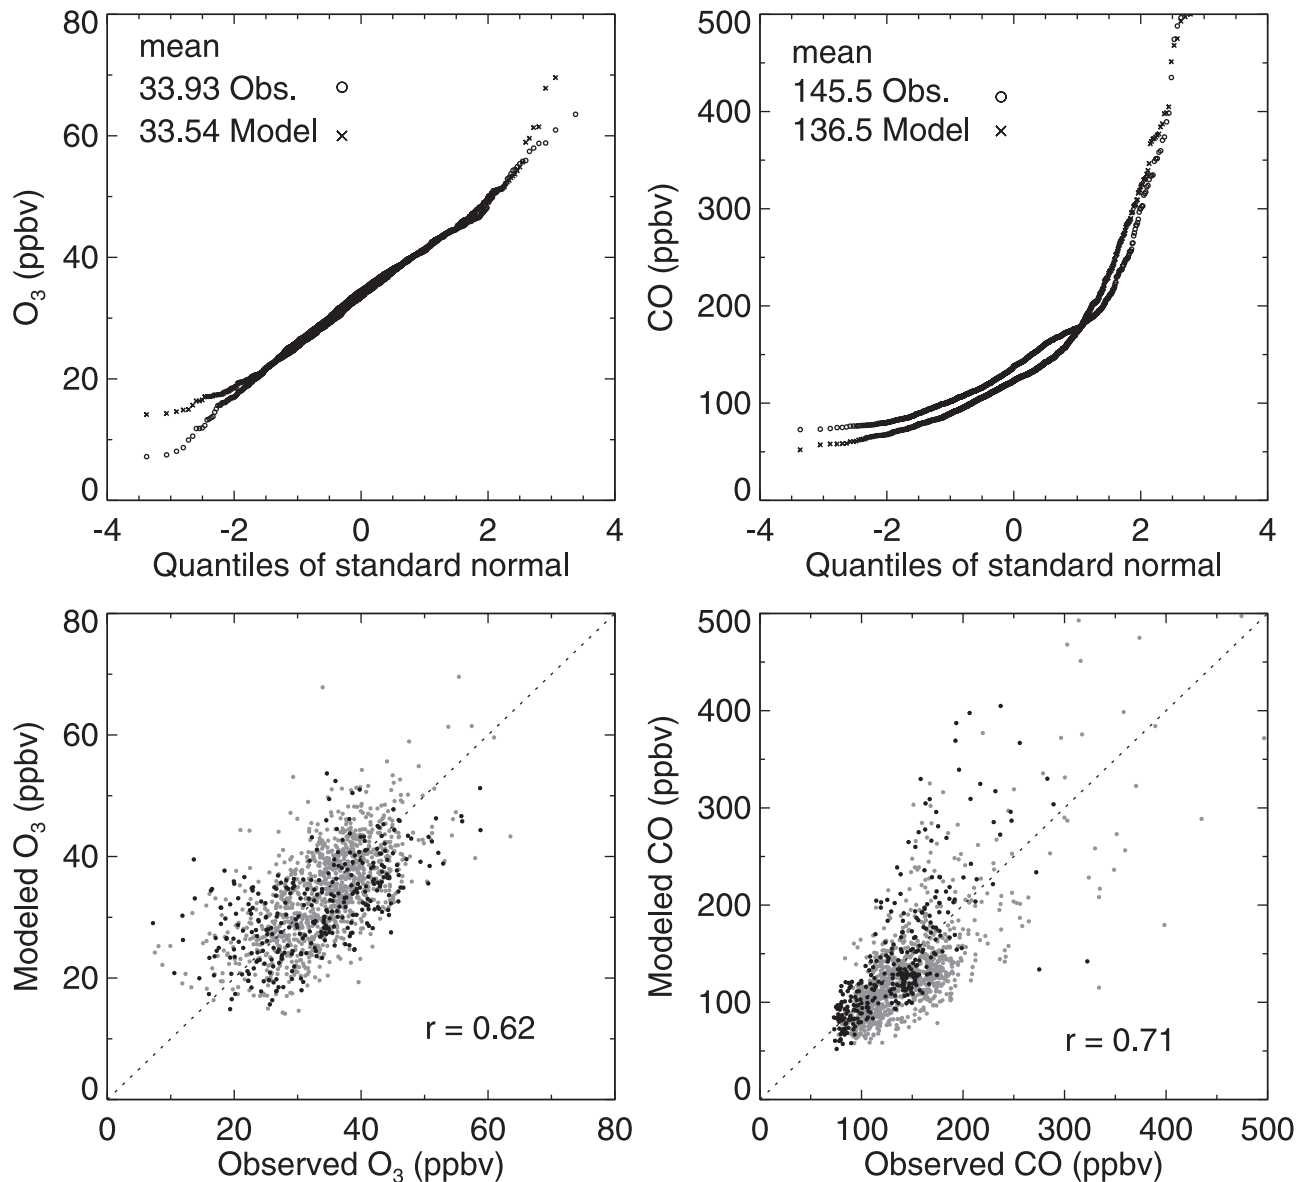 80
60
40
20
0
O3 (ppbv)
mean
33.93 Obs.
33.54 Model
-4 -2 0 2 4
Quantiles of standard normal
500
400
300
200
100
0
CO (ppbv)
mean
145.5 Obs.
136.5 Model
-4 -2 0 2 4
Quantiles of standard normal
80
60
40
20
0
Modeled O3 (ppbv)
r = 0.62
0 20 40 60 80
Observed O3 (ppbv)
500
400
300
200
100
0
Modeled CO (ppbv)
r = 0.71
0 100 200 300 400 500
Observed CO (ppbv)